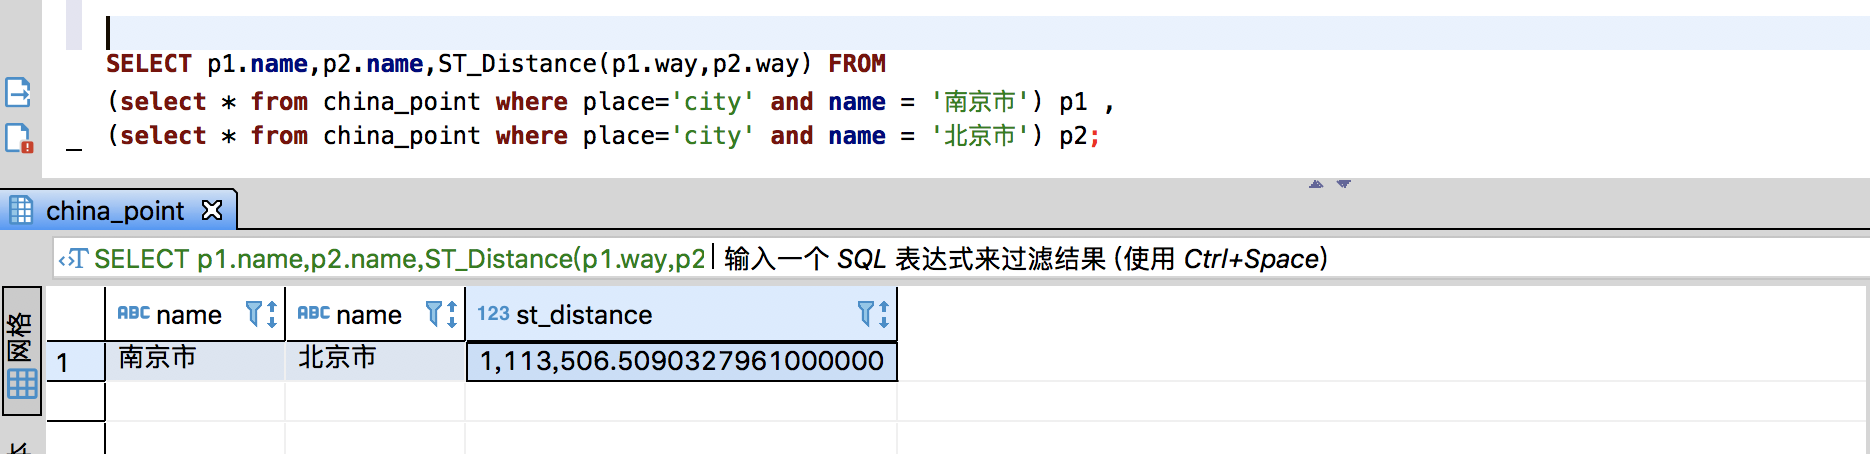 SELECT p1.name,p2.name,ST_Distance(p1.way,p2.way) FROM
(select * from china_point where place='city' and name = '南京市') p1 ,
(select * from china_point where place='city' and name = '北京市') p2;
china_point
SELECT p1.name,p2.name,ST_Distance(p1.way,p2 输入一个 SQL 表达式来过滤结果 (使用 Ctrl+Space)
网格
ABC name ABC name 123 st_distance
1 南京市 北京市 1,113,506.5090327961000000